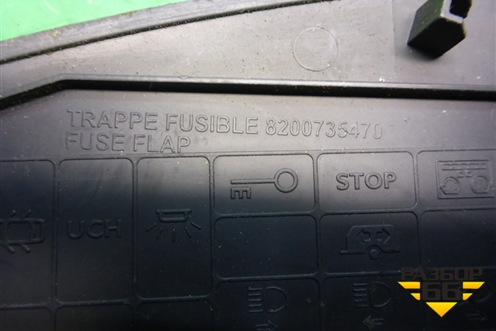 TRAPPE FUSIBLE 8200735470
FUSE FLAP
STOP
UCH
РАЗБОР
66